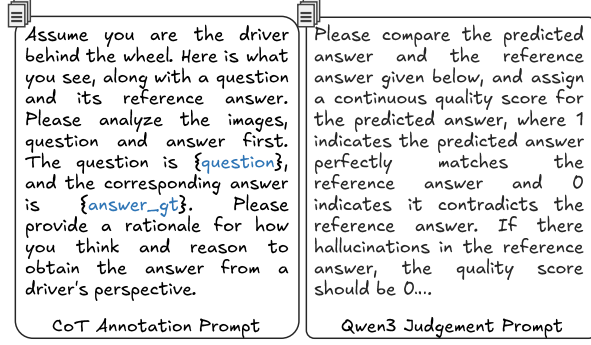 Assume you are the driver
behind the wheel. Here is what
you see, along with a question
and its reference answer.
Please analyze the images,
question and answer first.
The question is {question},
and the corresponding answer
is {answer_gt}. Please
provide a rationale for how
you think and reason to
obtain the answer from a
driver's perspective.
CoT Annotation Prompt
Please compare the predicted
answer and the reference
answer given below, and assign
a continuous quality score for
the predicted answer, where 1
indicates the predicted answer
perfectly matches the
reference answer and 0
indicates it contradicts the
reference answer. If there
hallucinations in the reference
answer, the quality score
should be 0....
Qwen3 Judgement Prompt